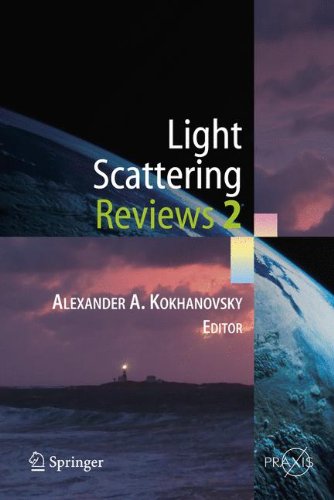 Light
Scattering
Reviews 2
ALEXANDER A. KOKHANOVSKY
EDITOR
Springer
PRAXIS